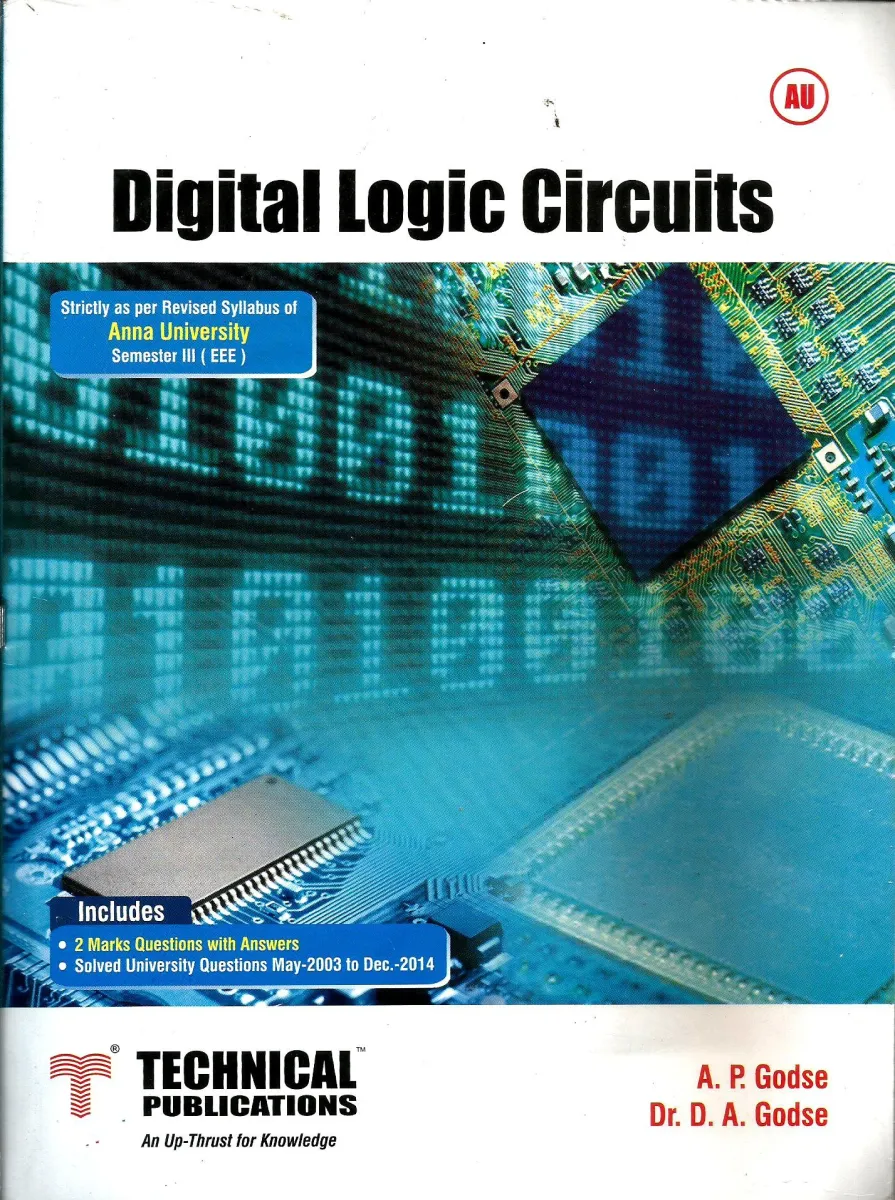 AU
Digital Logic Circuits
Strictly as per Revised Syllabus of
Anna University
Semester III ( EEE )
Includes
• 2 Marks Questions with Answers
• Solved University Questions May-2003 to Dec.-2014
®
TECHNICAL™
PUBLICATIONS
An Up-Thrust for Knowledge
A. P. Godse
Dr. D. A. Godse